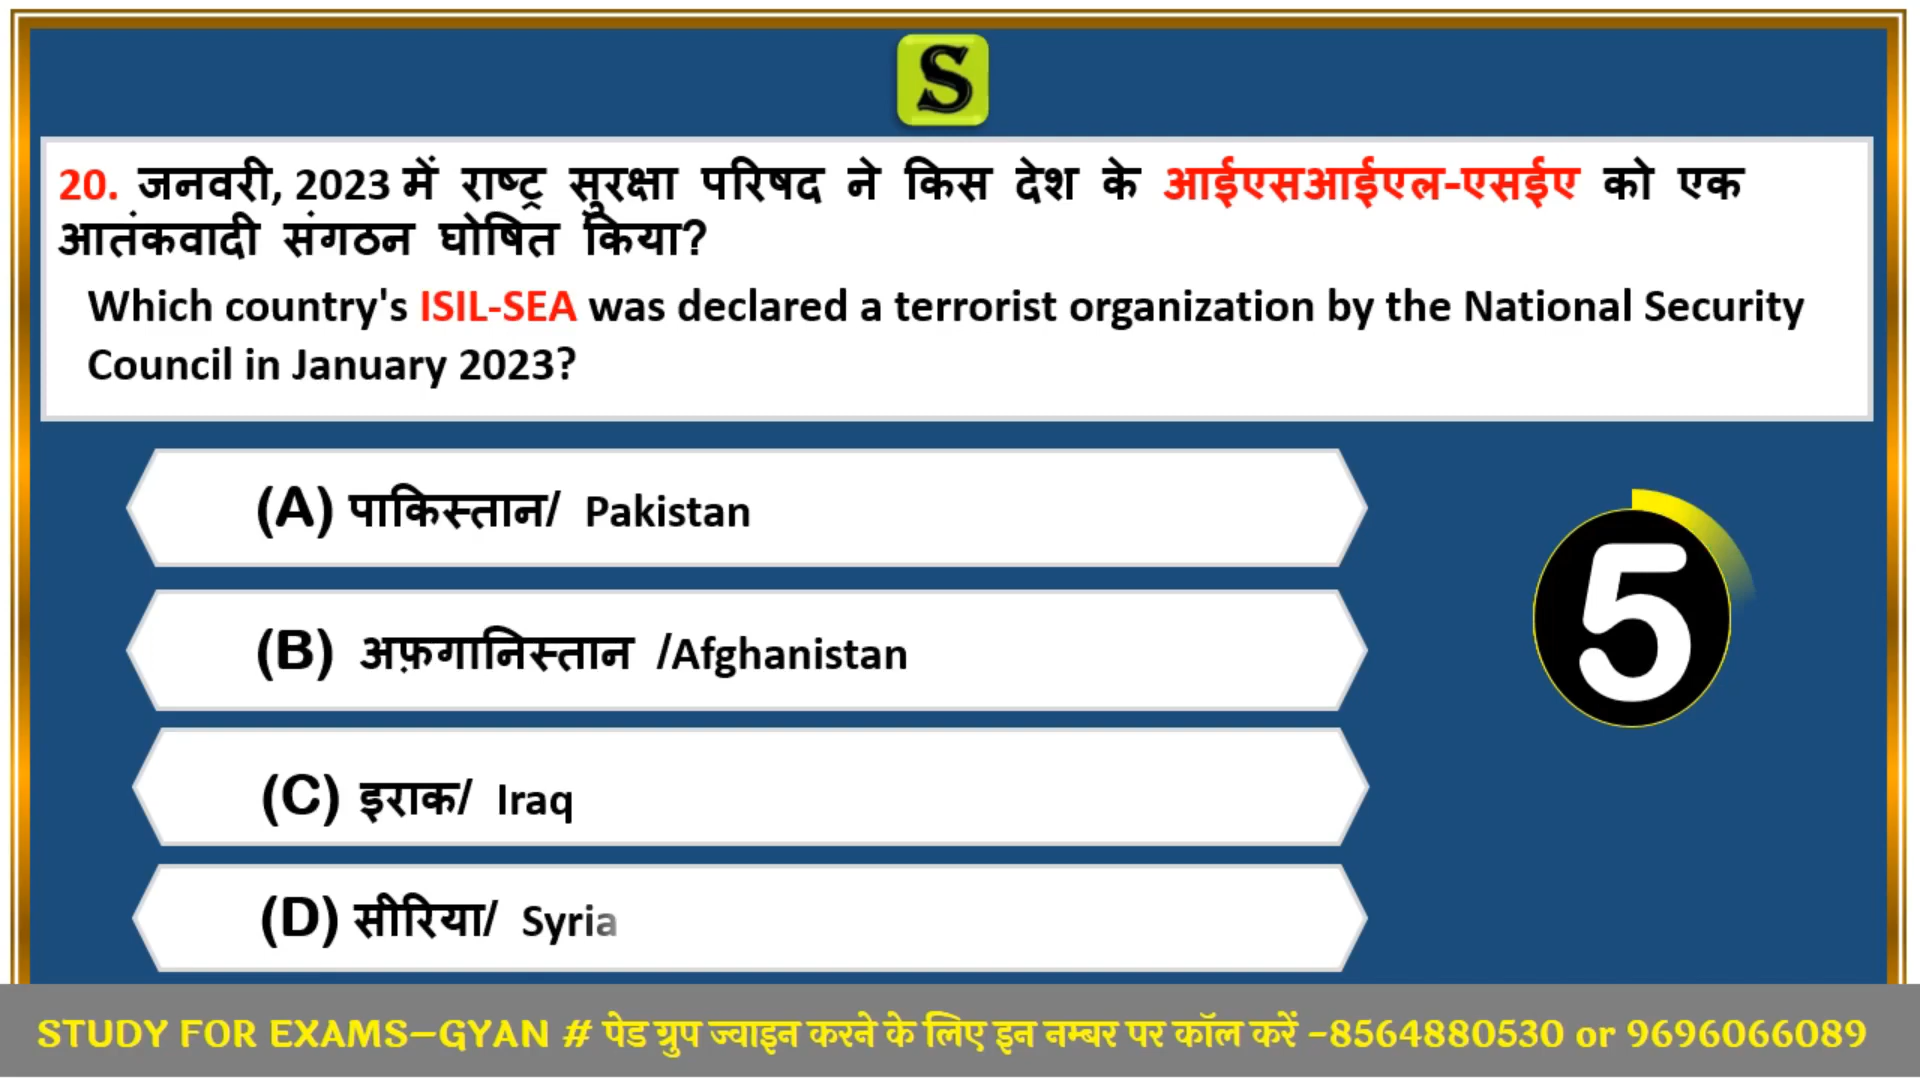 S
20. जनवरी, 2023 में राष्ट्र सुरक्षा परिषद ने किस देश के आईएसआईएल-एसईए को एक
आतंकवादी संगठन घोषित किया?
Which country's ISIL-SEA was declared a terrorist organization by the National Security
Council in January 2023?
(A) पाकिस्तान/ Pakistan
(B) अफ़गानिस्तान /Afghanistan
5
(C) इराक/ Iraq
(D) सीरिया/ Syria
STUDY FOR EXAMS–GYAN # पेड ग्रुप ज्वाइन करने के लिए इन नम्बर पर कॉल करें -8564880530 or 9696066089